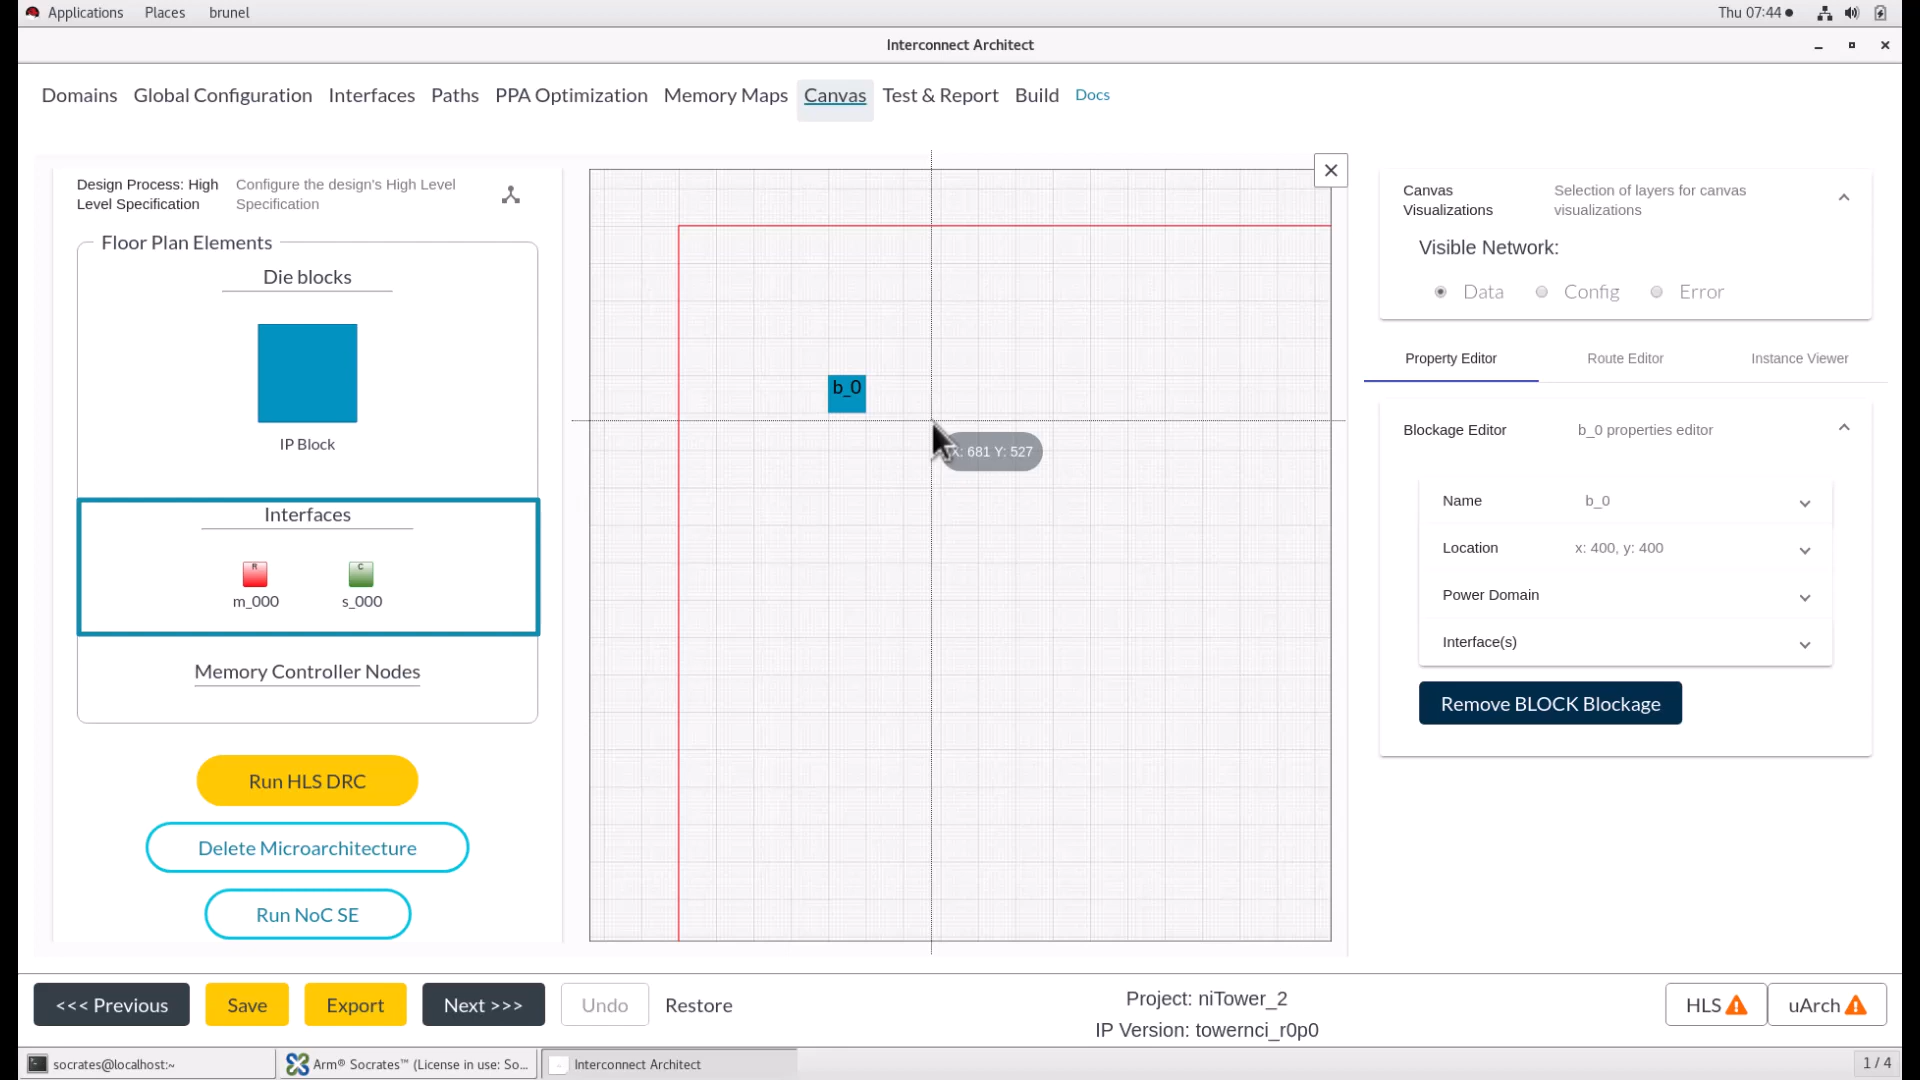 Applications Places brunel Thu 07:44
Interconnect Architect
Domains Global Configuration Interfaces Paths PPA Optimization Memory Maps Canvas Test & Report Build Docs
Design Process: High
Level Specification
Configure the design's High Level
Specification
Floor Plan Elements
Die blocks
IP Block
Interfaces
R
C
m_000
s_000
Memory Controller Nodes
Run HLS DRC
Delete Microarchitecture
Run NoC SE
b_0
X: 681 Y: 527
Canvas
Visualizations
Selection of layers for canvas
visualizations
Visible Network:
Data Config Error
Property Editor Route Editor Instance Viewer
Blockage Editor b_0 properties editor
Name b_0
Location x: 400, y: 400
Power Domain
Interface(s)
Remove BLOCK Blockage
<<< Previous Save Export Next >>> Undo Restore
Project: niTower_2
IP Version: towernci_r0p0
HLS uArch
socrates@localhost:~ Arm® Socrates™ (License in use: So... Interconnect Architect 1 / 4